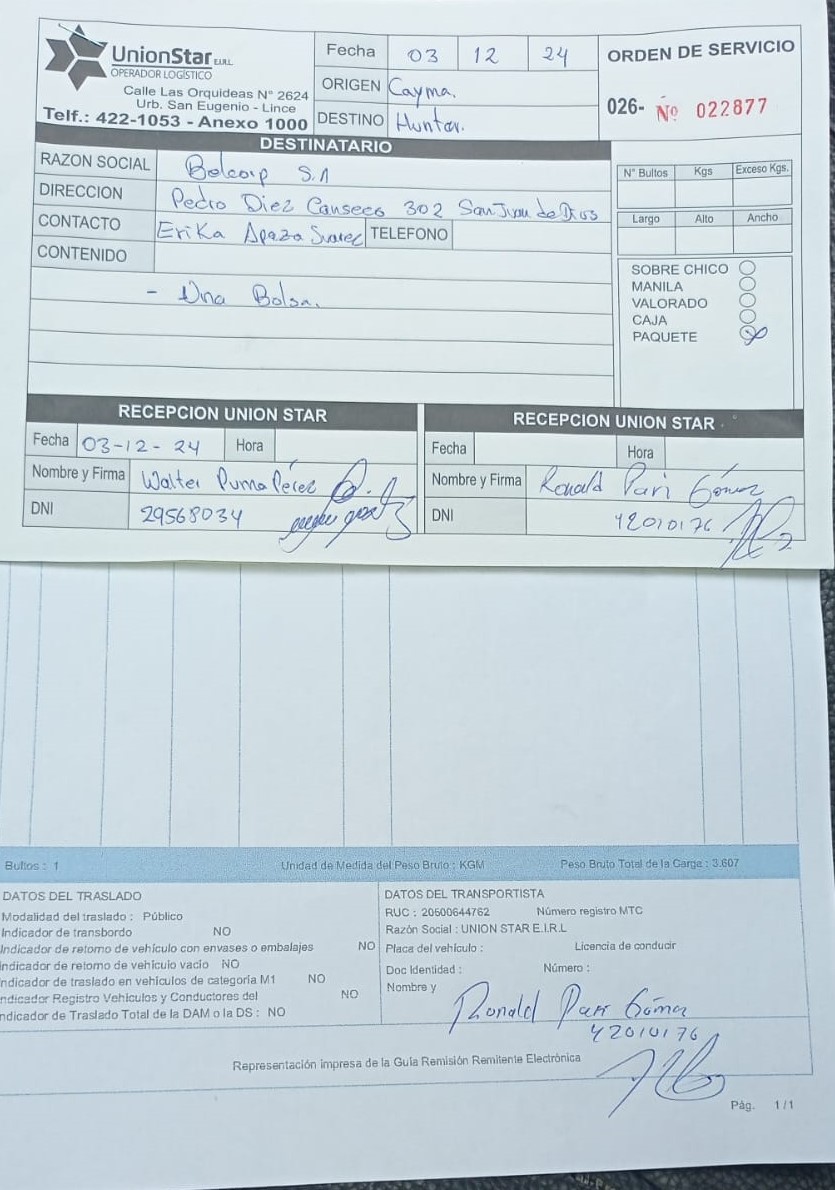 UnionStar E.I.R.L.
OPERADOR LOGÍSTICO
Calle Las Orquideas N° 2624
Urb. San Eugenio - Lince
Telf.: 422-1053 - Anexo 1000
Fecha 03 12 24
ORIGEN Cayma.
DESTINO Hunter.
ORDEN DE SERVICIO
026- Nº 022877
DESTINATARIO
RAZON SOCIAL Belcorp S.A
DIRECCION Pedro Diez Canseco 302 San Juan de Dios
CONTACTO Erika Apaza Suarez TELEFONO
CONTENIDO
- Una Bolsa.
N° Bultos Kgs Exceso Kgs.
Largo Alto Ancho
SOBRE CHICO
MANILA
VALORADO
CAJA
PAQUETE
RECEPCION UNION STAR
Fecha 03-12-24 Hora
Nombre y Firma Walter Puma Pérez
DNI 29568034
RECEPCION UNION STAR
Fecha Hora
Nombre y Firma Ronald Pari Gómez
DNI 42010176
Bultos : 1 Unidad de Medida del Peso Bruto : KGM Peso Bruto Total de la Carga : 3.607
DATOS DEL TRASLADO
Modalidad del traslado : Público
Indicador de transbordo NO
Indicador de retorno de vehículo con envases o embalajes NO
Indicador de retorno de vehículo vacío NO
Indicador de traslado en vehículos de categoría M1 NO
ndicador Registro Vehículos y Conductores del NO
ndicador de Traslado Total de la DAM o la DS : NO
DATOS DEL TRANSPORTISTA
RUC : 20600644762 Número registro MTC
Razón Social : UNION STAR E.I.R.L
Placa del vehículo : Licencia de conducir
Doc Identidad : Número :
Nombre y Ronald Pari Gómez
42010176
Representación impresa de la Guía Remisión Remitente Electrónica
Pág. 1/1